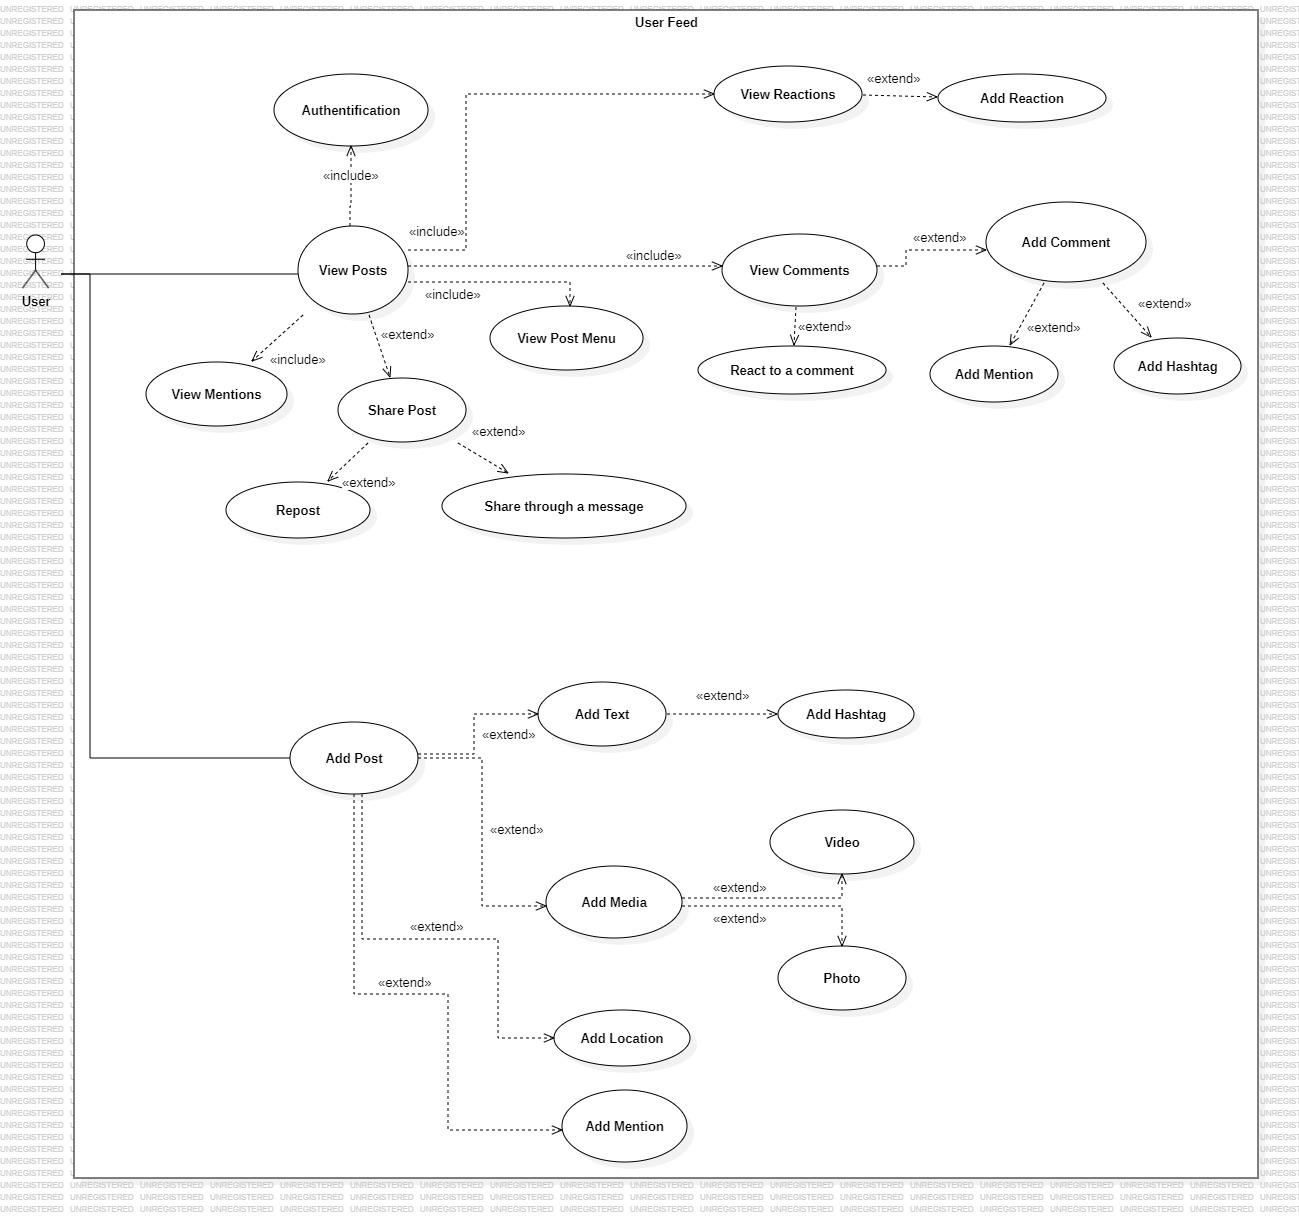 User Feed
Authentification
View Reactions
«extend»
Add Reaction
«include»
«include»
«include»
«extend»
Add Comment
User
View Posts
View Comments
«include»
«extend»
«extend»
«extend»
«extend»
View Post Menu
«include»
React to a comment
Add Mention
Add Hashtag
View Mentions
Share Post
«extend»
«extend»
Repost
Share through a message
Add Text
«extend»
Add Hashtag
«extend»
Add Post
«extend»
Video
Add Media
«extend»
«extend»
«extend»
Photo
«extend»
Add Location
Add Mention
UNREGISTERED